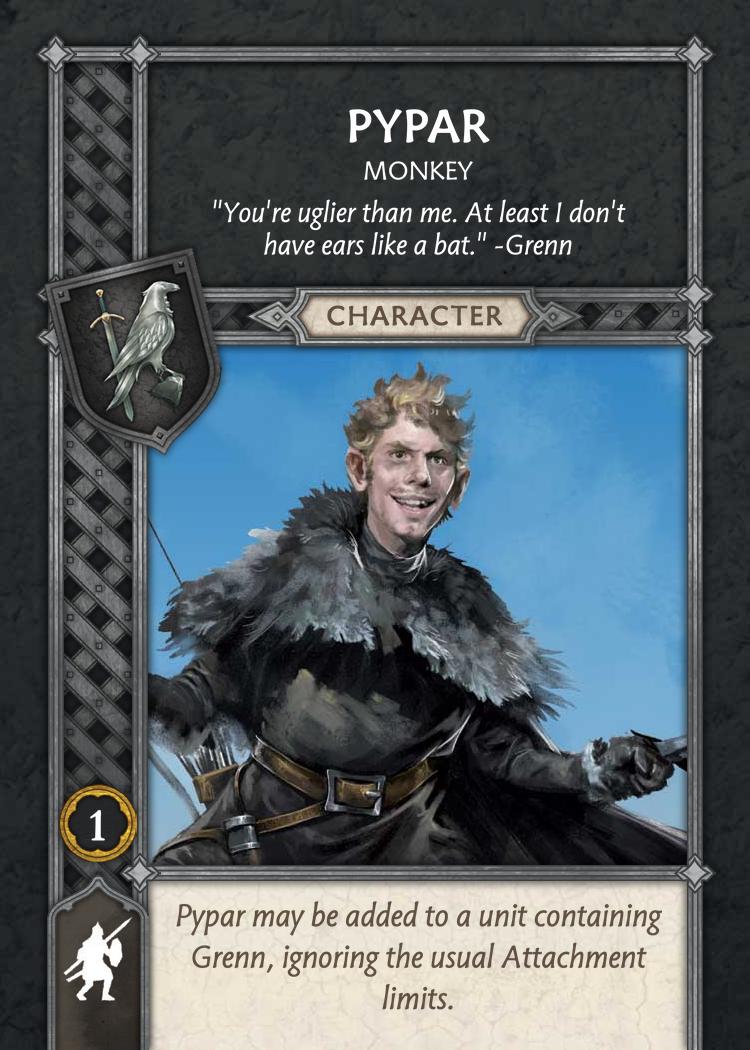 PYPAR
MONKEY
"You're uglier than me. At least I don't
have ears like a bat." -Grenn
CHARACTER
1
Pypar may be added to a unit containing
Grenn, ignoring the usual Attachment
limits.